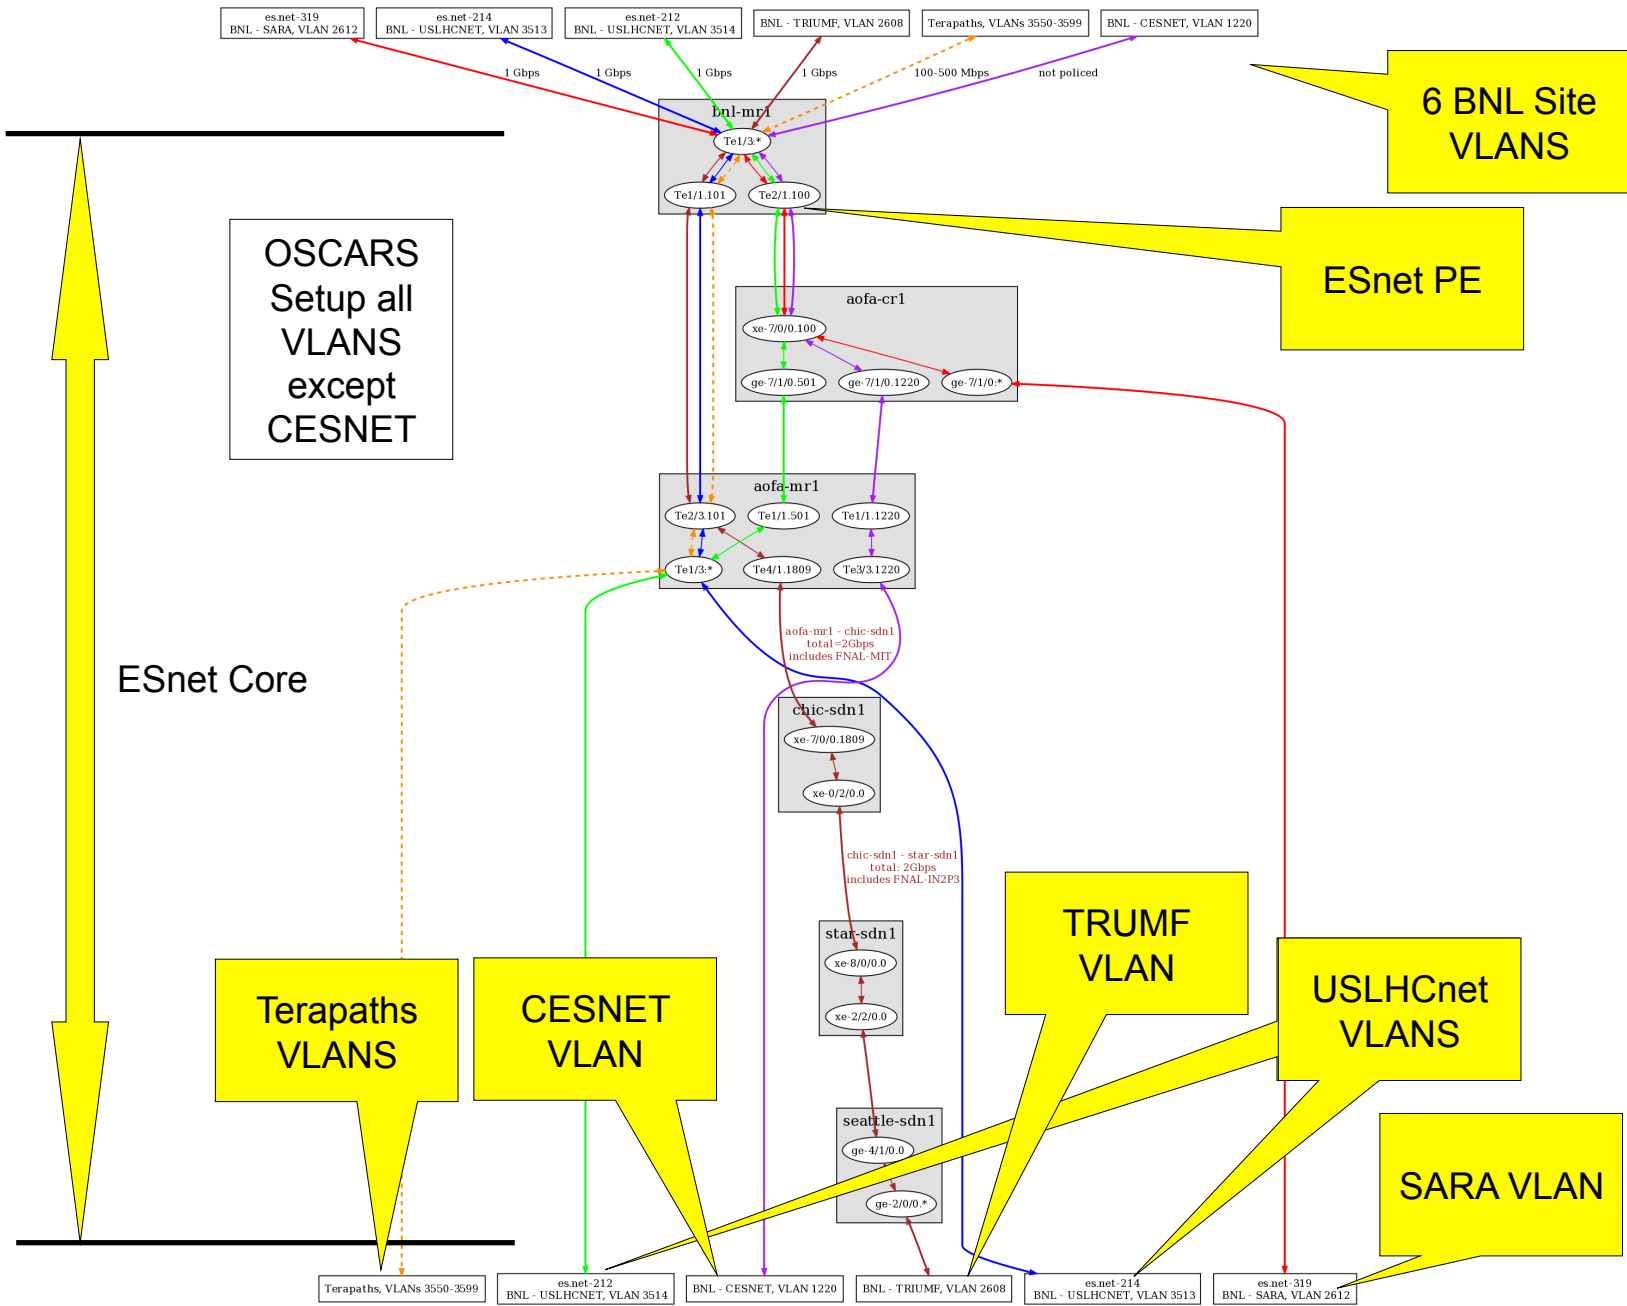 es.net-319
BNL - SARA, VLAN 2612
es.net-214
BNL - USLHCNET, VLAN 3513
es.net-212
BNL - USLHCNET, VLAN 3514
BNL - TRIUMF, VLAN 2608
Terapaths, VLANs 3550-3599
BNL - CESNET, VLAN 1220
1 Gbps
1 Gbps
1 Gbps
1 Gbps
100-500 Mbps
not policed
6 BNL Site
VLANS
bnl-mr1
Te1/3:*
Te1/1.101
Te2/1.100
ESnet PE
OSCARS
Setup all
VLANS
except
CESNET
aofa-cr1
xe-7/0/0.100
ge-7/1/0.501
ge-7/1/0.1220
ge-7/1/0:*
aofa-mr1
Te2/3.101
Te1/1.501
Te1/1.1220
Te1/3:*
Te4/1.1809
Te3/3.1220
aofa-mr1 - chic-sdn1
total=2Gbps
includes FNAL-MIT
ESnet Core
chic-sdn1
xe-7/0/0.1809
xe-0/2/0.0
chic-sdn1 - star-sdn1
total: 2Gbps
includes FNAL-IN2P3
star-sdn1
xe-8/0/0.0
xe-2/2/0.0
TRUMF
VLAN
USLHCnet
VLANS
Terapaths
VLANS
CESNET
VLAN
seattle-sdn1
ge-4/1/0.0
ge-2/0/0.*
SARA VLAN
Terapaths, VLANs 3550-3599
es.net-212
BNL - USLHCNET, VLAN 3514
BNL - CESNET, VLAN 1220
BNL - TRIUMF, VLAN 2608
es.net-214
BNL - USLHCNET, VLAN 3513
es.net-319
BNL - SARA, VLAN 2612